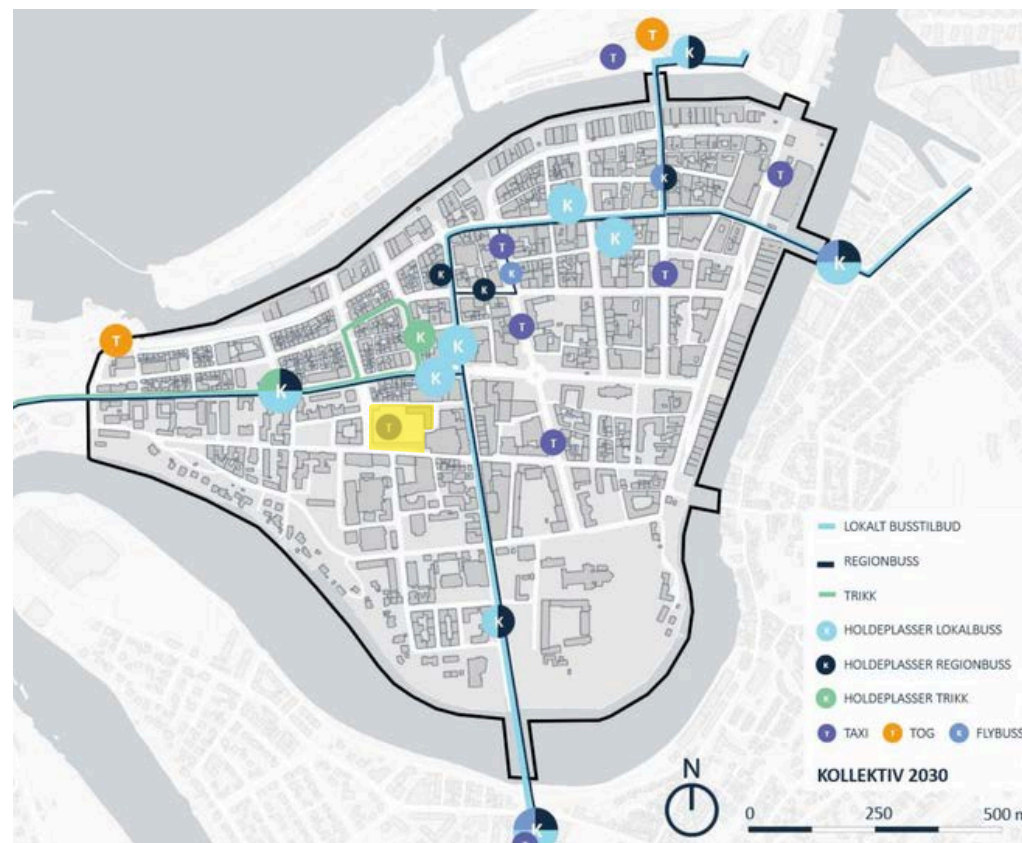 T
T
K
T
K
K
K
T
K
K
T
K
K
T
T
K
K
T
K
K
T
T
K
K
T
LOKALT BUSSTILBUD
REGIONBUSS
TRIKK
K HOLDEPLASSER LOKALBUSS
K HOLDEPLASSER REGIONBUSS
K HOLDEPLASSER TRIKK
T TAXI T TOG K FLYBUSS
KOLLEKTIV 2030
N
0 250 500 m